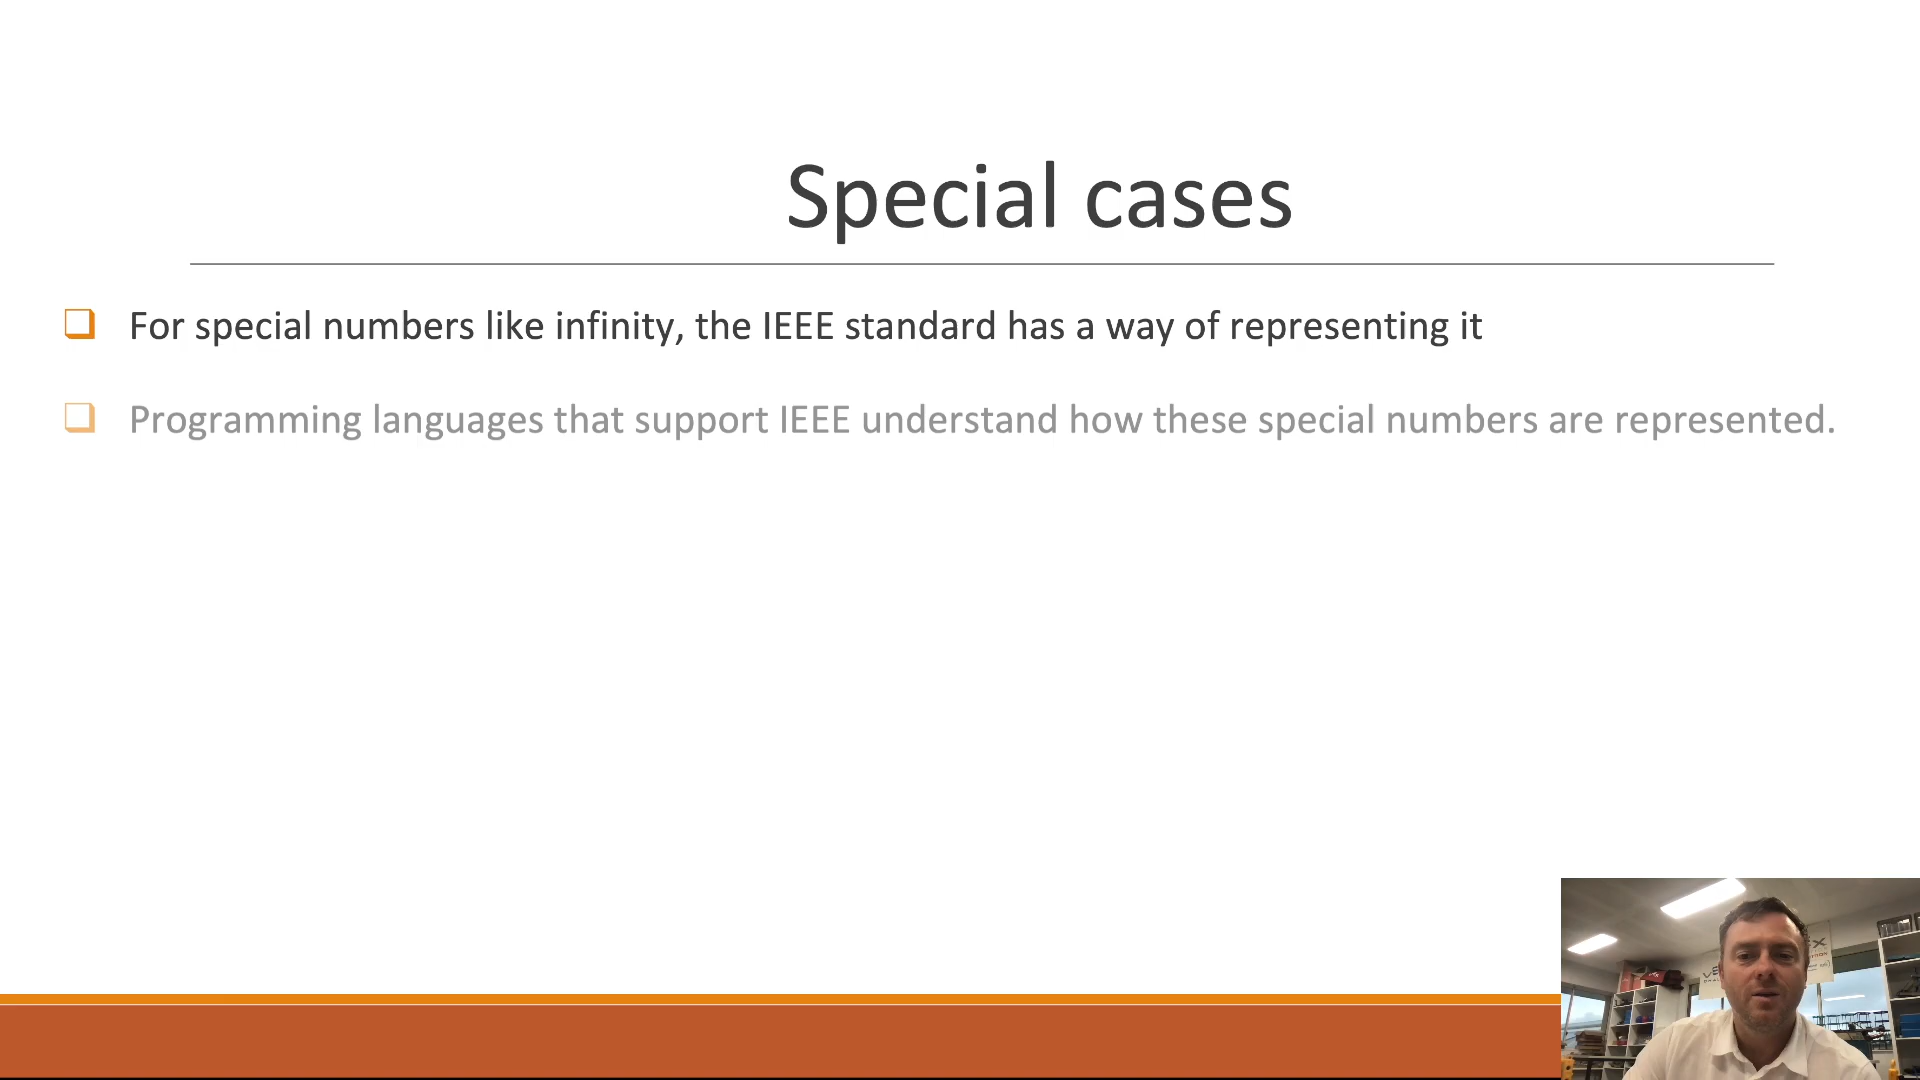 Special cases
For special numbers like infinity, the IEEE standard has a way of representing it
Programming languages that support IEEE understand how these special numbers are represented.